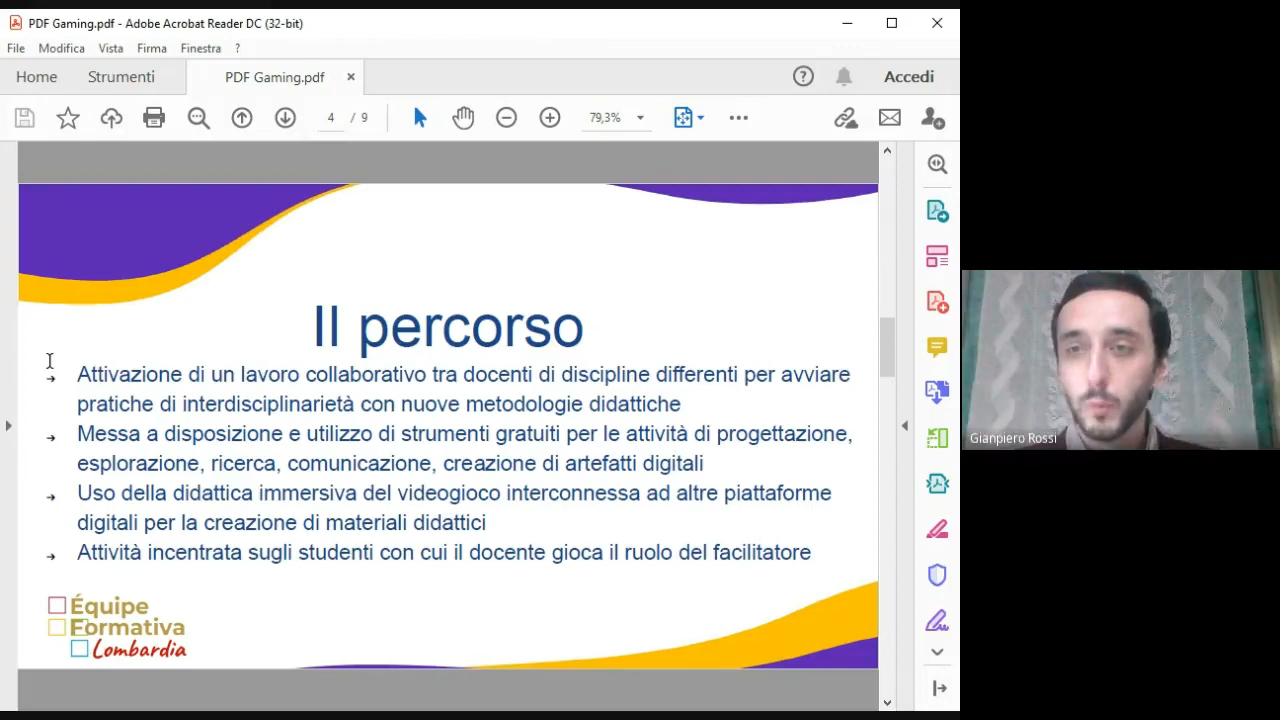 PDF Gaming.pdf - Adobe Acrobat Reader DC (32-bit)
File Modifica Vista Firma Finestra ?
Home Strumenti PDF Gaming.pdf Accedi
4 / 9 79,3%
Il percorso
Attivazione di un lavoro collaborativo tra docenti di discipline differenti per avviare
pratiche di interdisciplinarietà con nuove metodologie didattiche
Messa a disposizione e utilizzo di strumenti gratuiti per le attività di progettazione,
esplorazione, ricerca, comunicazione, creazione di artefatti digitali
Uso della didattica immersiva del videogioco interconnessa ad altre piattaforme
digitali per la creazione di materiali didattici
Attività incentrata sugli studenti con cui il docente gioca il ruolo del facilitatore
Équipe
Formativa
Lombardia
Gianpiero Rossi